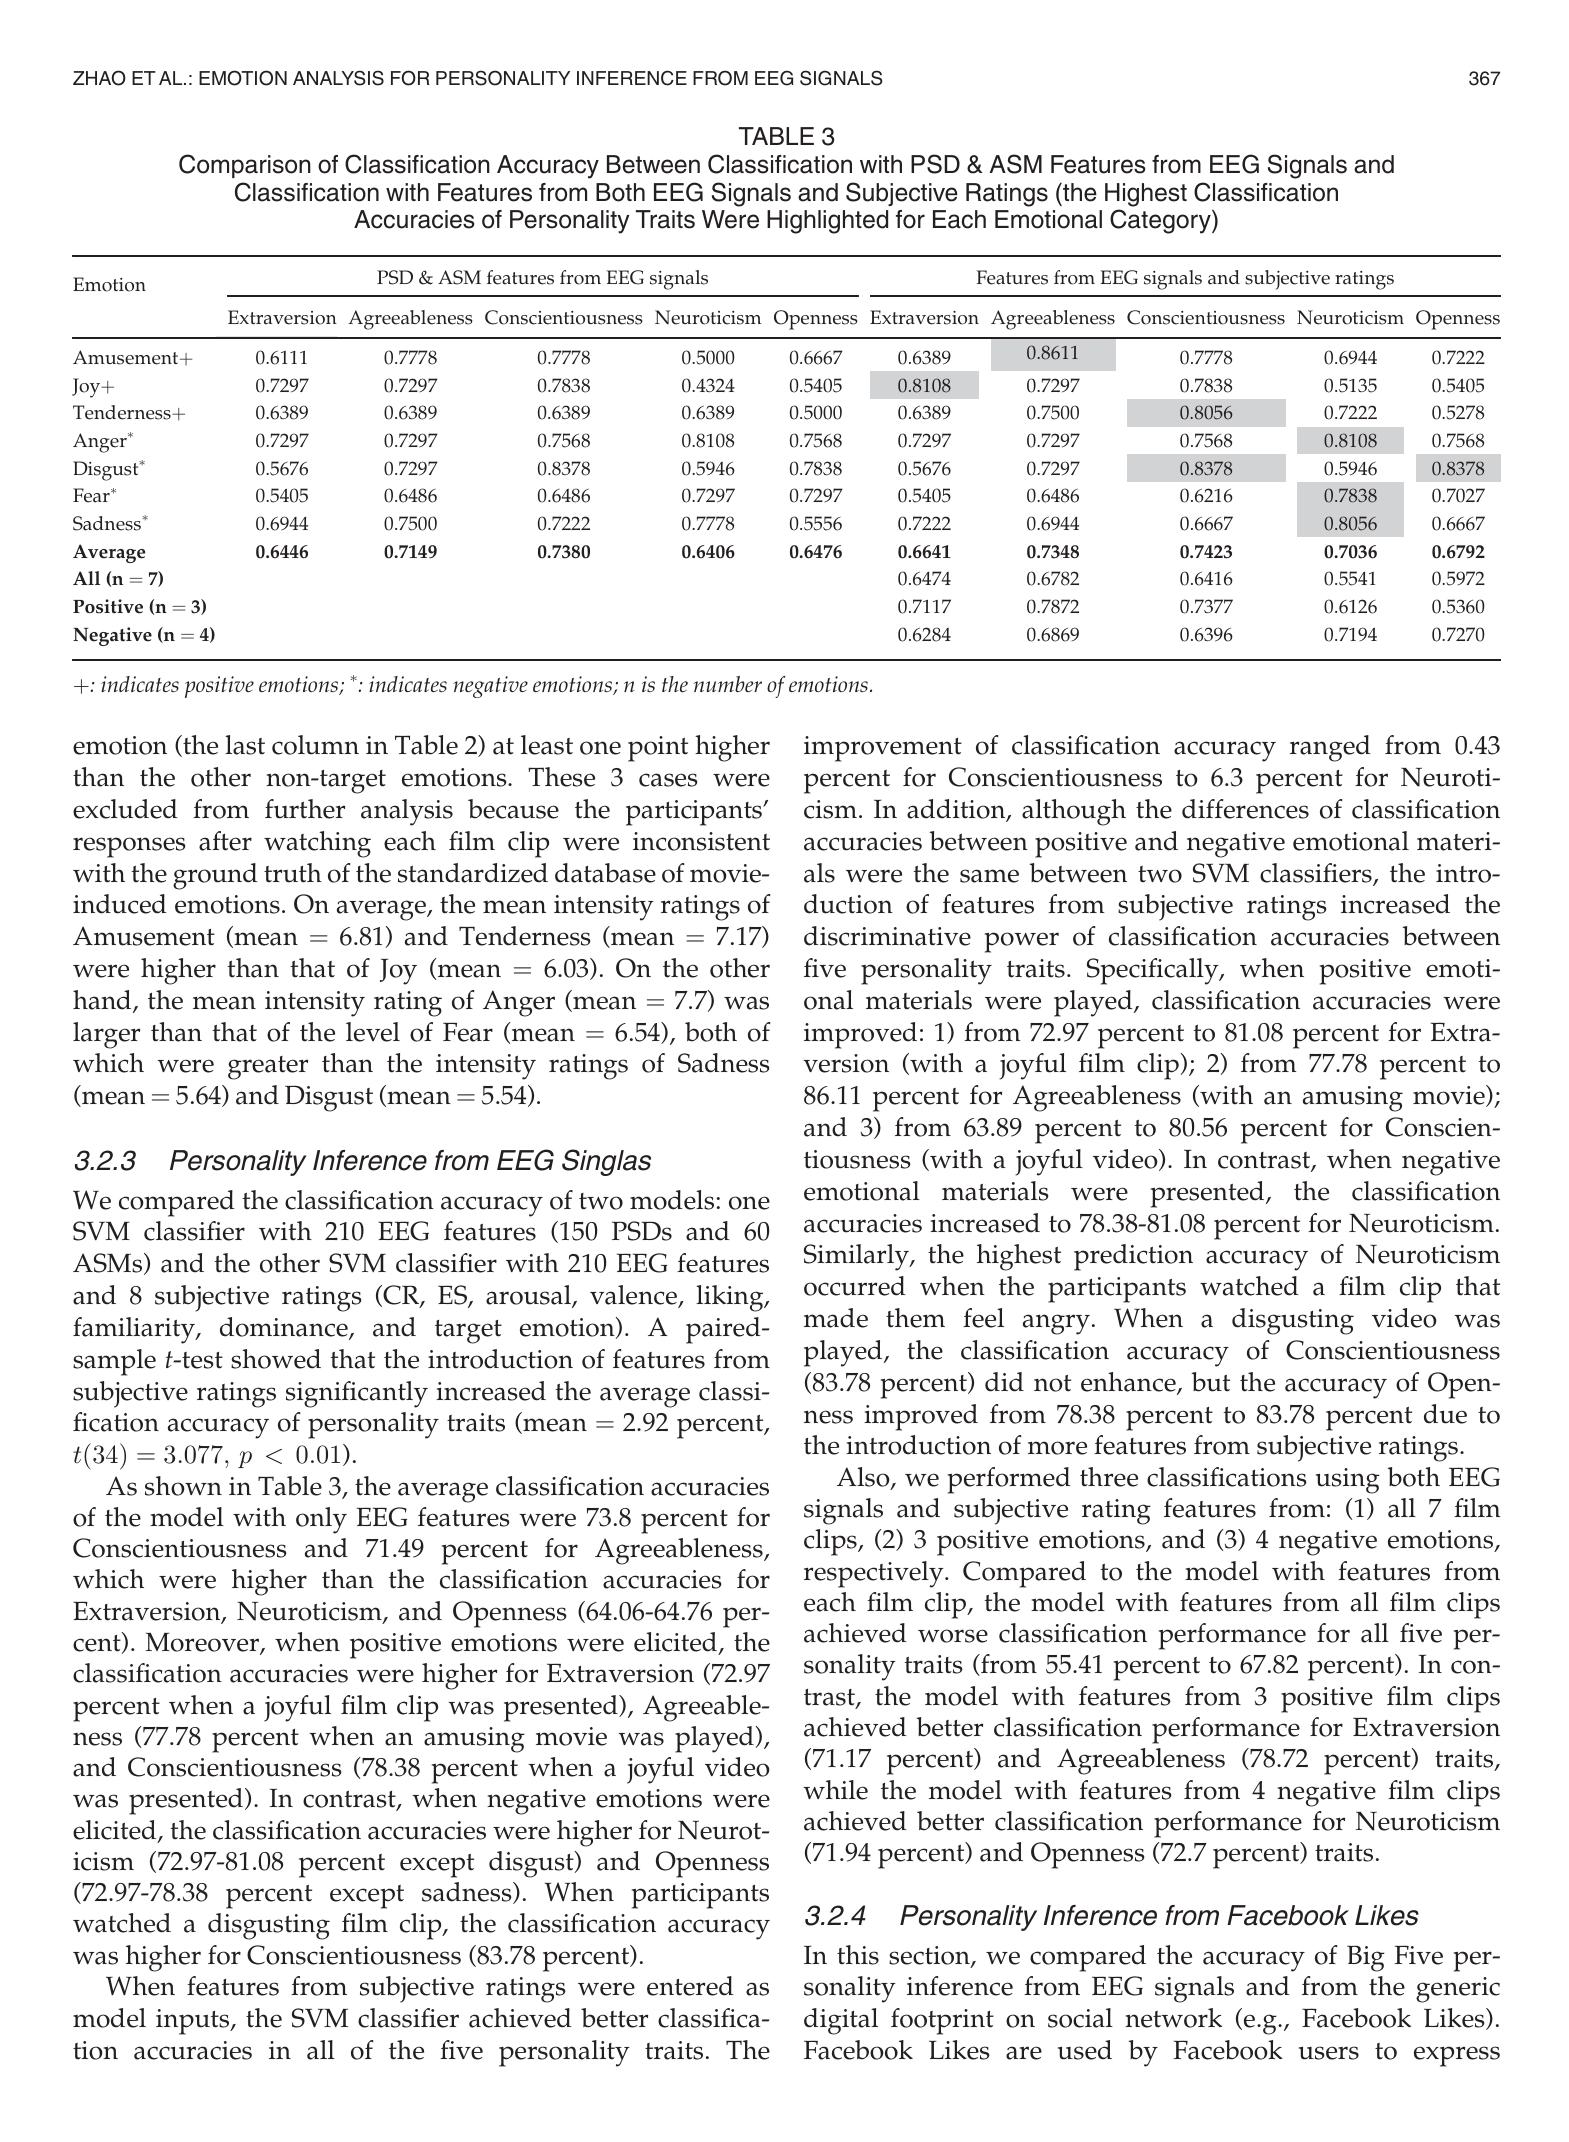 ZHAO ET AL.: EMOTION ANALYSIS FOR PERSONALITY INFERENCE FROM EEG SIGNALS 367
TABLE 3
Comparison of Classification Accuracy Between Classification with PSD & ASM Features from EEG Signals and
Classification with Features from Both EEG Signals and Subjective Ratings (the Highest Classification
Accuracies of Personality Traits Were Highlighted for Each Emotional Category)
Emotion PSD & ASM features from EEG signals Features from EEG signals and subjective ratings
Extraversion Agreeableness Conscientiousness Neuroticism Openness Extraversion Agreeableness Conscientiousness Neuroticism Openness
Amusement+ 0.6111 0.7778 0.7778 0.5000 0.6667 0.6389 0.8611 0.7778 0.6944 0.7222
Joy+ 0.7297 0.7297 0.7838 0.4324 0.5405 0.8108 0.7297 0.7838 0.5135 0.5405
Tenderness+ 0.6389 0.6389 0.6389 0.6389 0.5000 0.6389 0.7500 0.8056 0.7222 0.5278
Anger* 0.7297 0.7297 0.7568 0.8108 0.7568 0.7297 0.7297 0.7568 0.8108 0.7568
Disgust* 0.5676 0.7297 0.8378 0.5946 0.7838 0.5676 0.7297 0.8378 0.5946 0.8378
Fear* 0.5405 0.6486 0.6486 0.7297 0.7297 0.5405 0.6486 0.6216 0.7838 0.7027
Sadness* 0.6944 0.7500 0.7222 0.7778 0.5556 0.7222 0.6944 0.6667 0.8056 0.6667
Average 0.6446 0.7149 0.7380 0.6406 0.6476 0.6641 0.7348 0.7423 0.7036 0.6792
All (n = 7) 0.6474 0.6782 0.6416 0.5541 0.5972
Positive (n = 3) 0.7117 0.7872 0.7377 0.6126 0.5360
Negative (n = 4) 0.6284 0.6869 0.6396 0.7194 0.7270
+: indicates positive emotions; *: indicates negative emotions; n is the number of emotions.
emotion (the last column in Table 2) at least one point higher
than the other non-target emotions. These 3 cases were
excluded from further analysis because the participants'
responses after watching each film clip were inconsistent
with the ground truth of the standardized database of movie-
induced emotions. On average, the mean intensity ratings of
Amusement (mean = 6.81) and Tenderness (mean = 7.17)
were higher than that of Joy (mean = 6.03). On the other
hand, the mean intensity rating of Anger (mean = 7.7) was
larger than that of the level of Fear (mean = 6.54), both of
which were greater than the intensity ratings of Sadness
(mean = 5.64) and Disgust (mean = 5.54).
3.2.3 Personality Inference from EEG Singlas
We compared the classification accuracy of two models: one
SVM classifier with 210 EEG features (150 PSDs and 60
ASMs) and the other SVM classifier with 210 EEG features
and 8 subjective ratings (CR, ES, arousal, valence, liking,
familiarity, dominance, and target emotion). A paired-
sample t-test showed that the introduction of features from
subjective ratings significantly increased the average classi-
fication accuracy of personality traits (mean = 2.92 percent,
t(34) = 3.077, p < 0.01).
As shown in Table 3, the average classification accuracies
of the model with only EEG features were 73.8 percent for
Conscientiousness and 71.49 percent for Agreeableness,
which were higher than the classification accuracies for
Extraversion, Neuroticism, and Openness (64.06-64.76 per-
cent). Moreover, when positive emotions were elicited, the
classification accuracies were higher for Extraversion (72.97
percent when a joyful film clip was presented), Agreeable-
ness (77.78 percent when an amusing movie was played),
and Conscientiousness (78.38 percent when a joyful video
was presented). In contrast, when negative emotions were
elicited, the classification accuracies were higher for Neurot-
icism (72.97-81.08 percent except disgust) and Openness
(72.97-78.38 percent except sadness). When participants
watched a disgusting film clip, the classification accuracy
was higher for Conscientiousness (83.78 percent).
When features from subjective ratings were entered as
model inputs, the SVM classifier achieved better classifica-
tion accuracies in all of the five personality traits. The
improvement of classification accuracy ranged from 0.43
percent for Conscientiousness to 6.3 percent for Neuroti-
cism. In addition, although the differences of classification
accuracies between positive and negative emotional materi-
als were the same between two SVM classifiers, the intro-
duction of features from subjective ratings increased the
discriminative power of classification accuracies between
five personality traits. Specifically, when positive emoti-
onal materials were played, classification accuracies were
improved: 1) from 72.97 percent to 81.08 percent for Extra-
version (with a joyful film clip); 2) from 77.78 percent to
86.11 percent for Agreeableness (with an amusing movie);
and 3) from 63.89 percent to 80.56 percent for Conscien-
tiousness (with a joyful video). In contrast, when negative
emotional materials were presented, the classification
accuracies increased to 78.38-81.08 percent for Neuroticism.
Similarly, the highest prediction accuracy of Neuroticism
occurred when the participants watched a film clip that
made them feel angry. When a disgusting video was
played, the classification accuracy of Conscientiousness
(83.78 percent) did not enhance, but the accuracy of Open-
ness improved from 78.38 percent to 83.78 percent due to
the introduction of more features from subjective ratings.
Also, we performed three classifications using both EEG
signals and subjective rating features from: (1) all 7 film
clips, (2) 3 positive emotions, and (3) 4 negative emotions,
respectively. Compared to the model with features from
each film clip, the model with features from all film clips
achieved worse classification performance for all five per-
sonality traits (from 55.41 percent to 67.82 percent). In con-
trast, the model with features from 3 positive film clips
achieved better classification performance for Extraversion
(71.17 percent) and Agreeableness (78.72 percent) traits,
while the model with features from 4 negative film clips
achieved better classification performance for Neuroticism
(71.94 percent) and Openness (72.7 percent) traits.
3.2.4 Personality Inference from Facebook Likes
In this section, we compared the accuracy of Big Five per-
sonality inference from EEG signals and from the generic
digital footprint on social network (e.g., Facebook Likes).
Facebook Likes are used by Facebook users to express